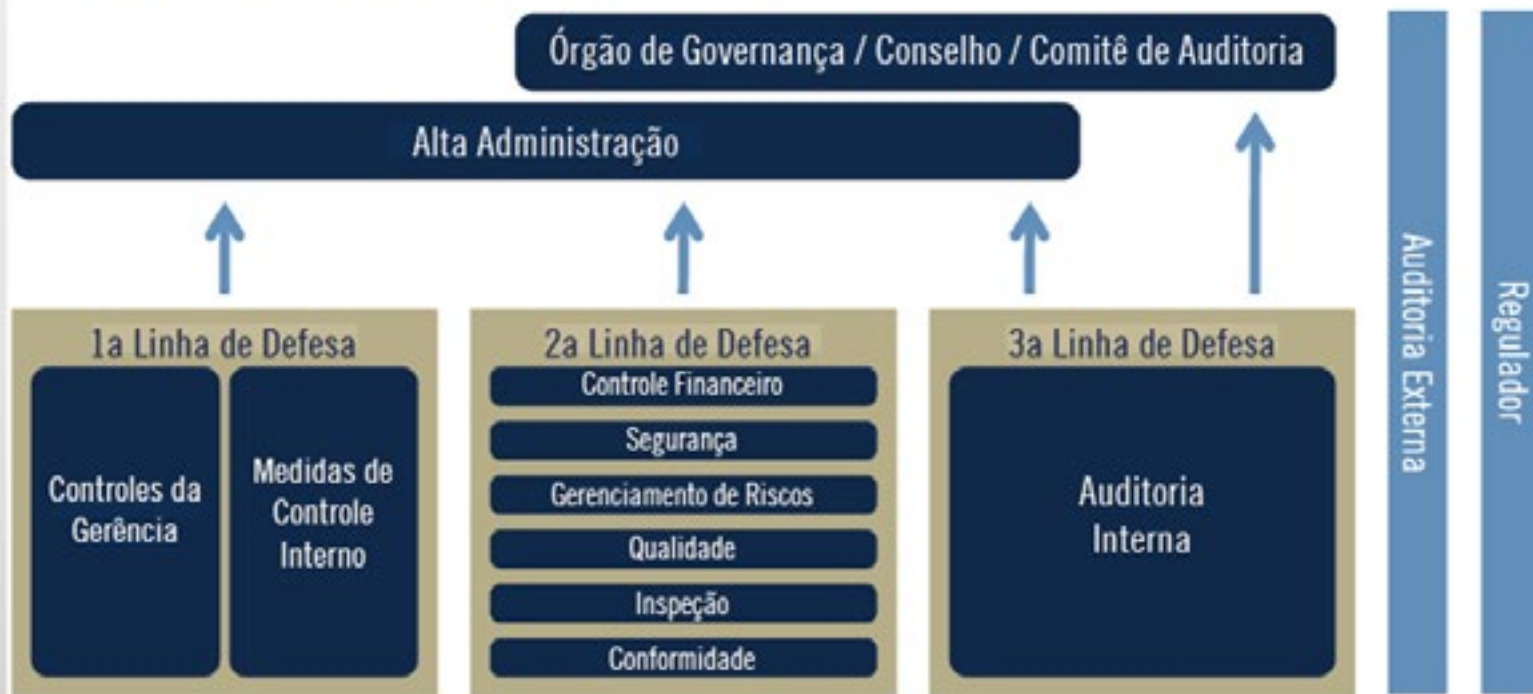 Órgão de Governança / Conselho / Comitê de Auditoria
Alta Administração
1a Linha de Defesa
Controles da
Gerência
Medidas de
Controle
Interno
2a Linha de Defesa
Controle Financeiro
Segurança
Gerenciamento de Riscos
Qualidade
Inspeção
Conformidade
3a Linha de Defesa
Auditoria
Interna
Auditoria Externa
Regulador